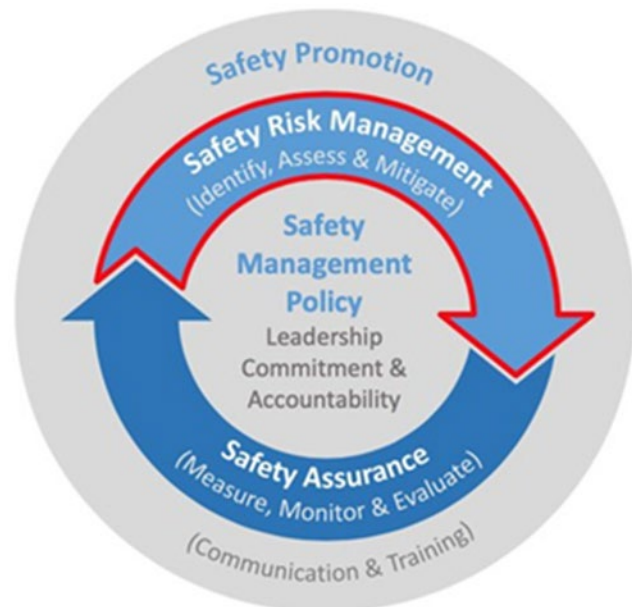 Safety Promotion
Safety Risk Management
(Identify, Assess & Mitigate)
Safety
Management
Policy
Leadership
Commitment &
Accountability
Safety Assurance
(Measure, Monitor & Evaluate)
(Communication & Training)